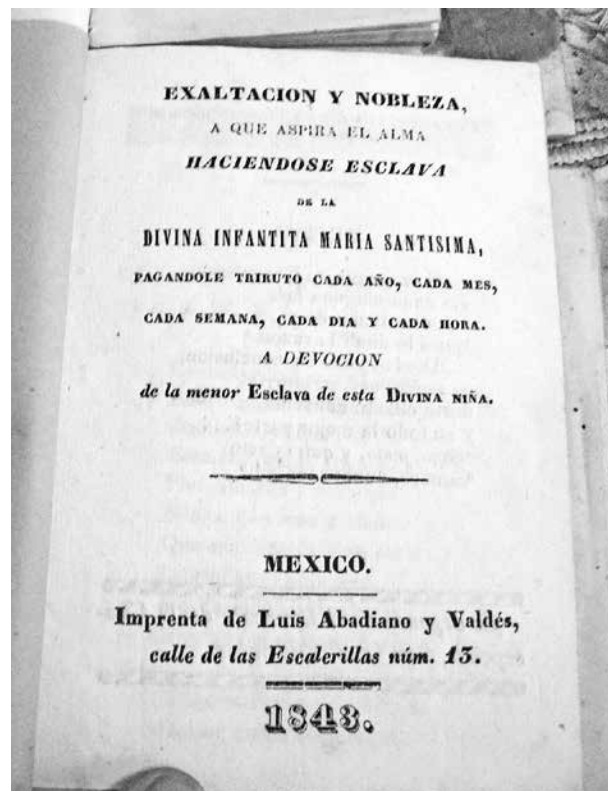 EXALTACION Y NOBLEZA,
A QUE ASPIRA EL ALMA
HACIENDOSE ESCLAVA
DE LA
DIVINA INFANTITA MARIA SANTISIMA,
PAGANDOLE TRIBUTO CADA AÑO, CADA MES,
CADA SEMANA, CADA DIA Y CADA HORA.
A DEVOCION
de la menor Esclava de esta DIVINA NIÑA.
MEXICO.
Imprenta de Luis Abadiano y Valdés,
calle de las Escalerillas núm. 13.
1843.